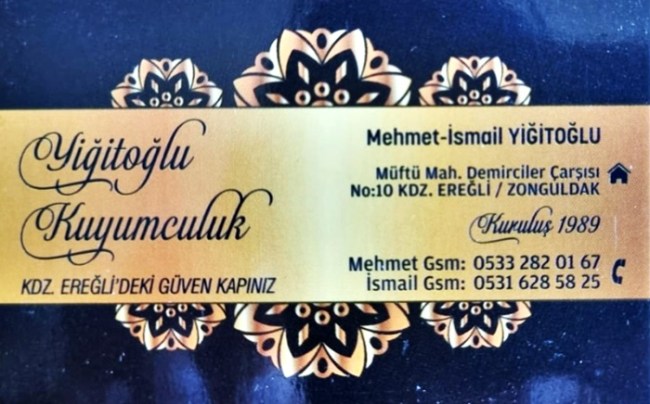 Yiğitoğlu
Kuyumculuk
KDZ. EREĞLİ'DEKİ GÜVEN KAPINIZ
Mehmet-İsmail YİĞİTOĞLU
Müftü Mah. Demirciler Çarşısı
No:10 KDZ. EREĞLİ / ZONGULDAK
Kuruluş 1989
Mehmet Gsm: 0533 282 01 67
İsmail Gsm: 0531 628 58 25